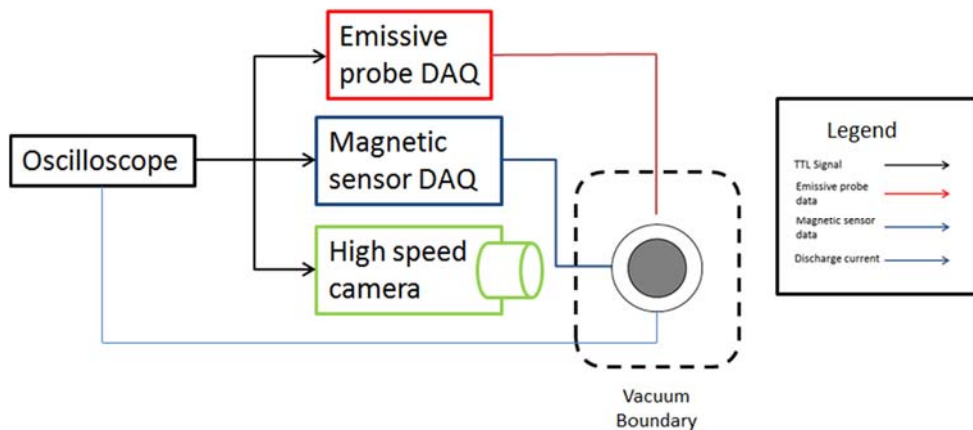 Emissive
probe DAQ
Oscilloscope
Magnetic
sensor DAQ
High speed
camera
Vacuum
Boundary
Legend
TTL Signal
Emissive probe
data
Magnetic sensor
data
Discharge current